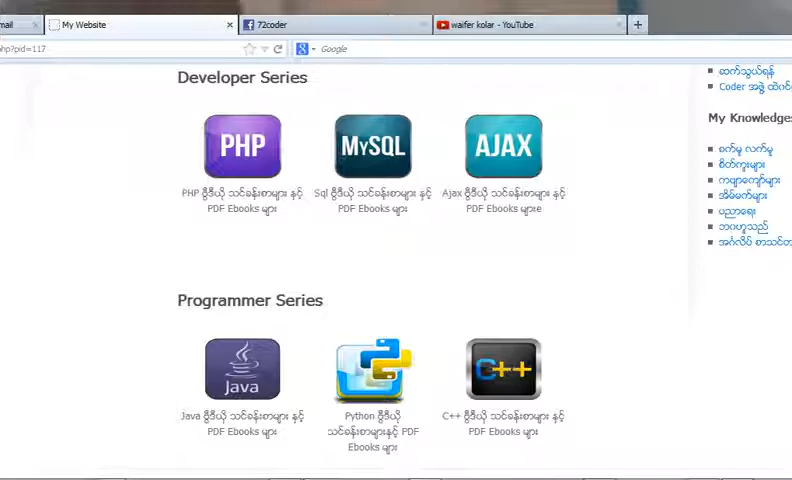 mail
My Website
72coder
waifer kolar - YouTube
hp?pid=117
Google
Developer Series
PHP
MySQL
AJAX
PHP ဗွီဒီယို သင်ခန်းစာများ နှင့်
PDF Ebooks များ
Sql ဗွီဒီယို သင်ခန်းစာများ နှင့်
PDF Ebooks များ
Ajax ဗွီဒီယို သင်ခန်းစာများ နှင့်
PDF Ebooks များe
Programmer Series
Java
C++
Java ဗွီဒီယို သင်ခန်းစာများ နှင့်
PDF Ebooks များ
Python ဗွီဒီယို
သင်ခန်းစာများနှင့် PDF
Ebooks များ
C++ ဗွီဒီယို သင်ခန်းစာများ နှင့်
PDF Ebooks များ
ဆက်သွယ်ရန်
Coder အဖွဲ့
My Knowledges
စက်မှု လက်မှု
စိတ်ကူးများ
ကဗျာကျော်များ
အိမ်မက်များ
ပညာရေး
ဘဝဟူသည်
အင်္ဂလိပ် စာသင်တ